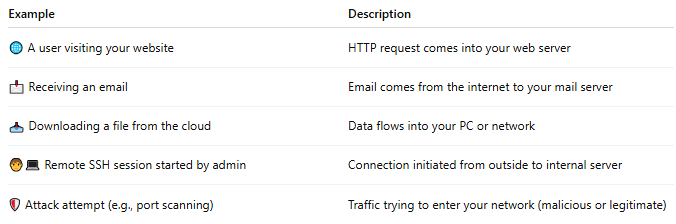 Example Description
🌐 A user visiting your website HTTP request comes into your web server
📩 Receiving an email Email comes from the internet to your mail server
📥 Downloading a file from the cloud Data flows into your PC or network
🧑💻 Remote SSH session started by admin Connection initiated from outside to internal server
🛡️ Attack attempt (e.g., port scanning) Traffic trying to enter your network (malicious or legitimate)